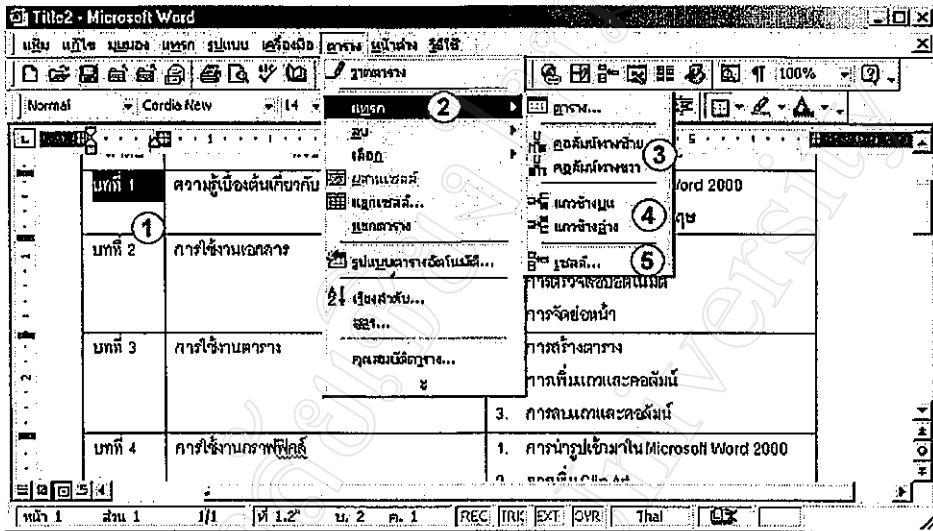 Title2 - Microsoft Word
แฟ้ม แก้ไข มุมมอง แทรก รูปแบบ เครื่องมือ ตาราง หน้าต่าง วิธีใช้
วาดตาราง
100%
Normal
Cordia New
14
แทรก
2
ตาราง...
ลบ
เลือก
คอลัมน์ทางซ้าย
คอลัมน์ทางขวา
3
ผสานเซลล์
แยกเซลล์...
แยกตาราง
แถวข้างบน
แถวข้างล่าง
4
รูปแบบตารางอัตโนมัติ...
เซลล์...
5
เรียงลำดับ...
สูตร...
คุณสมบัติตาราง...
บทที่ 1
ความรู้เบื้องต้นเกี่ยวกับ
Word 2000
1
บทที่ 2
การใช้งานเอกสาร
การตรวจสอบอัตโนมัติ
การจัดย่อหน้า
บทที่ 3
การใช้งานตาราง
การสร้างตาราง
การเพิ่มแถวและคอลัมน์
3. การลบแถวและคอลัมน์
บทที่ 4
การใช้งานกราฟฟิกส์
1. การนำรูปเข้ามาใน Microsoft Word 2000
หน้า 1 ส่วน 1 1/1 ที่ 1.2" บ. 2 ค. 1 REC TRK EXT OVR Thai